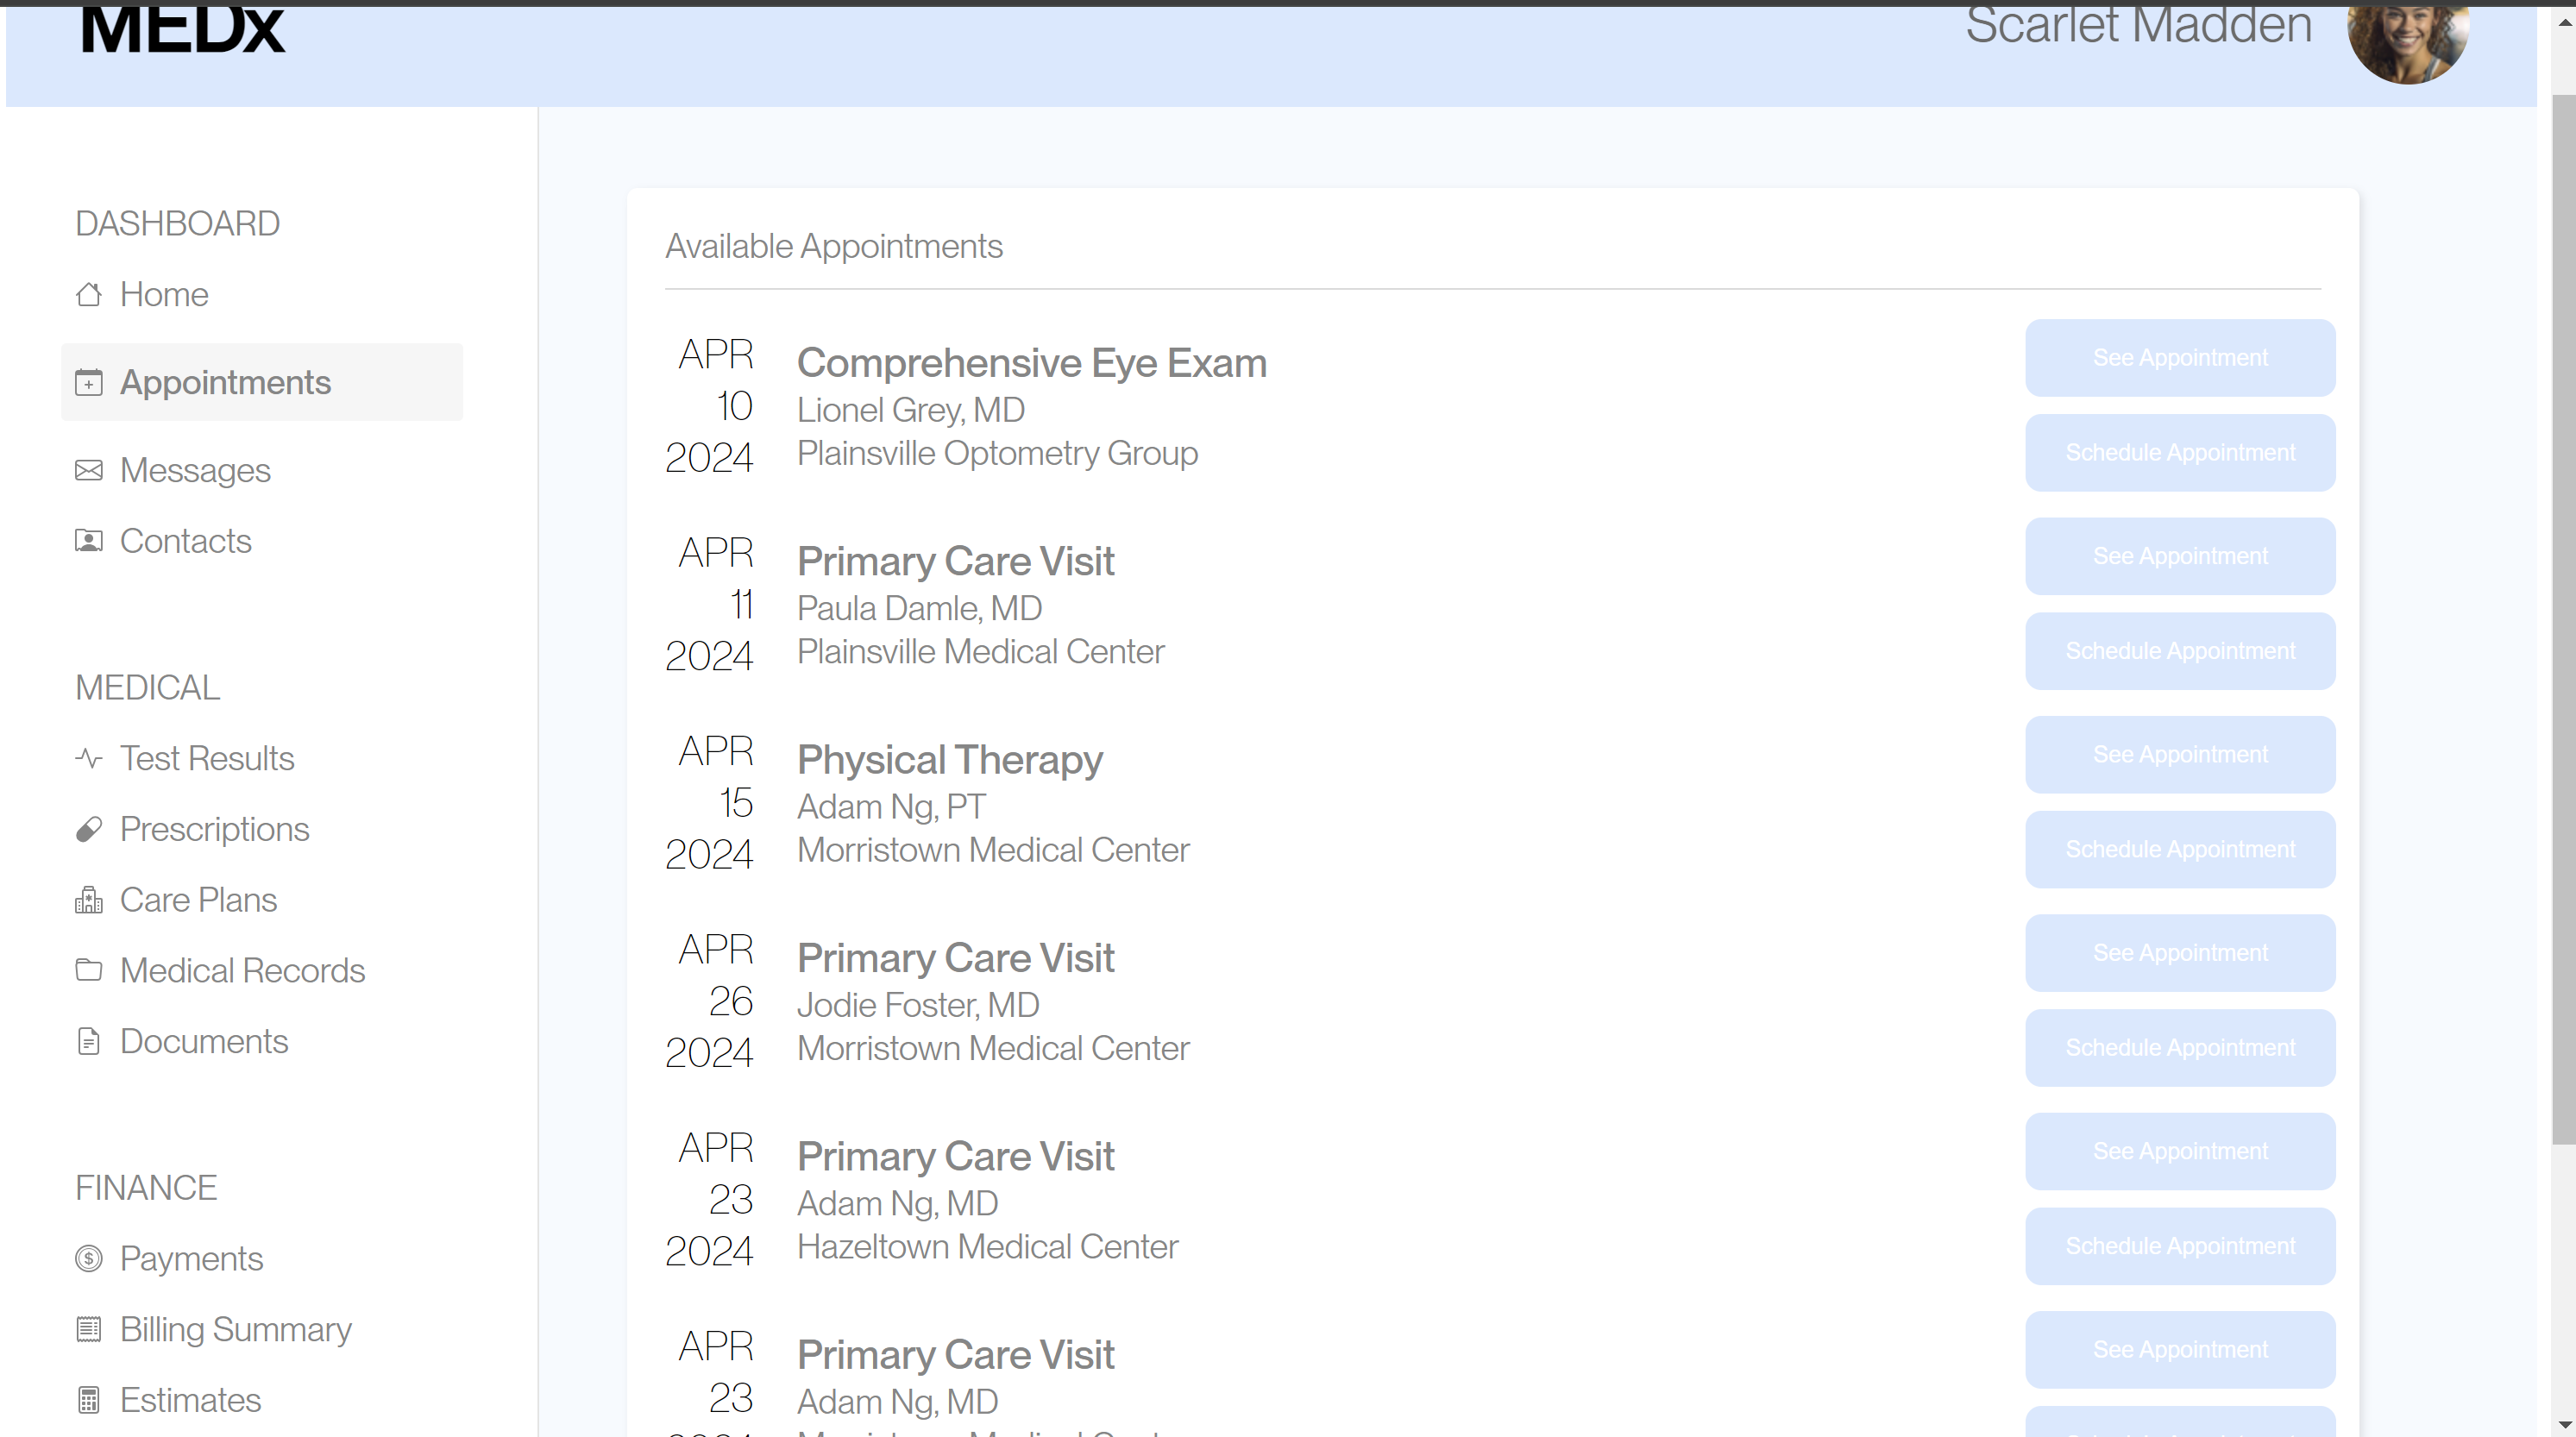 MEDx
Scarlet Madden
DASHBOARD
Home
Appointments
Messages
Contacts
MEDICAL
Test Results
Prescriptions
Care Plans
Medical Records
Documents
FINANCE
Payments
Billing Summary
Estimates
Available Appointments
APR
10
2024
Comprehensive Eye Exam
Lionel Grey, MD
Plainsville Optometry Group
See Appointment
Schedule Appointment
APR
11
2024
Primary Care Visit
Paula Damle, MD
Plainsville Medical Center
See Appointment
Schedule Appointment
APR
15
2024
Physical Therapy
Adam Ng, PT
Morristown Medical Center
See Appointment
Schedule Appointment
APR
26
2024
Primary Care Visit
Jodie Foster, MD
Morristown Medical Center
See Appointment
Schedule Appointment
APR
23
2024
Primary Care Visit
Adam Ng, MD
Hazeltown Medical Center
See Appointment
Schedule Appointment
APR
23
Primary Care Visit
Adam Ng, MD
See Appointment